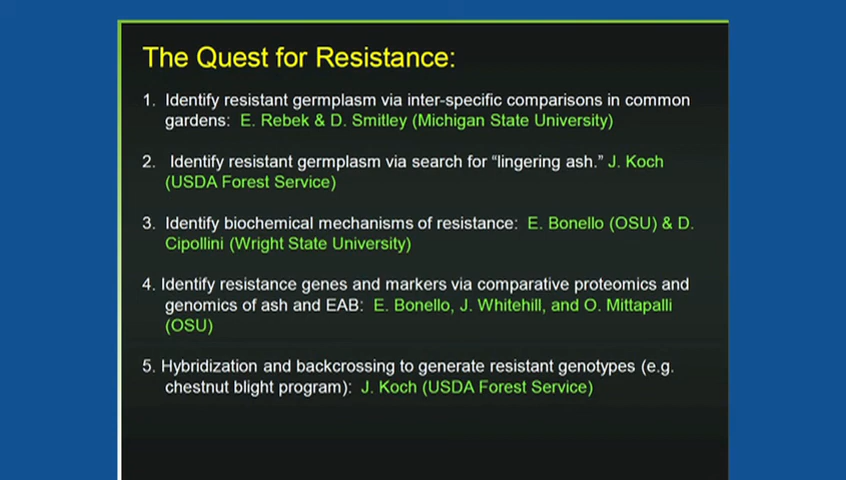 The Quest for Resistance:
1. Identify resistant germplasm via inter-specific comparisons in common
gardens: E. Rebek & D. Smitley (Michigan State University)
2. Identify resistant germplasm via search for “lingering ash.” J. Koch
(USDA Forest Service)
3. Identify biochemical mechanisms of resistance: E. Bonello (OSU) & D.
Cipollini (Wright State University)
4. Identify resistance genes and markers via comparative proteomics and
genomics of ash and EAB: E. Bonello, J. Whitehill, and O. Mittapalli
(OSU)
5. Hybridization and backcrossing to generate resistant genotypes (e.g.
chestnut blight program): J. Koch (USDA Forest Service)